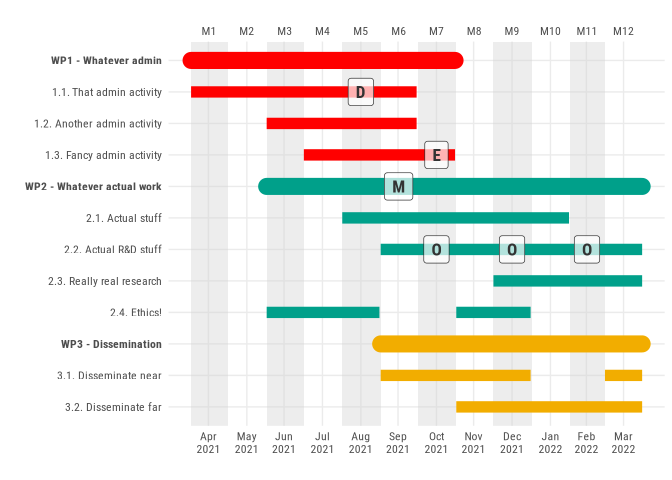 M1 M2 M3 M4 M5 M6 M7 M8 M9 M10 M11 M12
WP1 - Whatever admin
1.1. That admin activity D
1.2. Another admin activity
1.3. Fancy admin activity E
WP2 - Whatever actual work M
2.1. Actual stuff
2.2. Actual R&D stuff O O O
2.3. Really real research
2.4. Ethics!
WP3 - Dissemination
3.1. Disseminate near
3.2. Disseminate far
Apr May Jun Jul Aug Sep Oct Nov Dec Jan Feb Mar
2021 2021 2021 2021 2021 2021 2021 2021 2021 2022 2022 2022